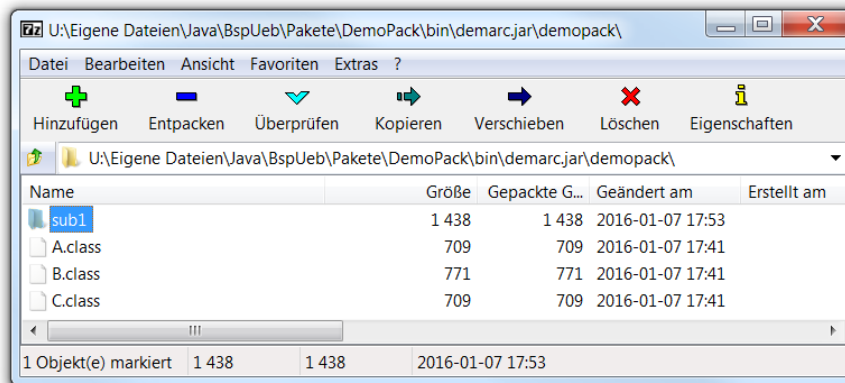 7z U:\Eigene Dateien\Java\BspUeb\Pakete\DemoPack\bin\demarc.jar\demopack\
Datei Bearbeiten Ansicht Favoriten Extras ?
Hinzufügen Entpacken Überprüfen Kopieren Verschieben Löschen Eigenschaften
U:\Eigene Dateien\Java\BspUeb\Pakete\DemoPack\bin\demarc.jar\demopack\
Name Größe Gepackte G... Geändert am Erstellt am
sub1 1 438 1 438 2016-01-07 17:53
A.class 709 709 2016-01-07 17:41
B.class 771 771 2016-01-07 17:41
C.class 709 709 2016-01-07 17:41
1 Objekt(e) markiert 1 438 1 438 2016-01-07 17:53